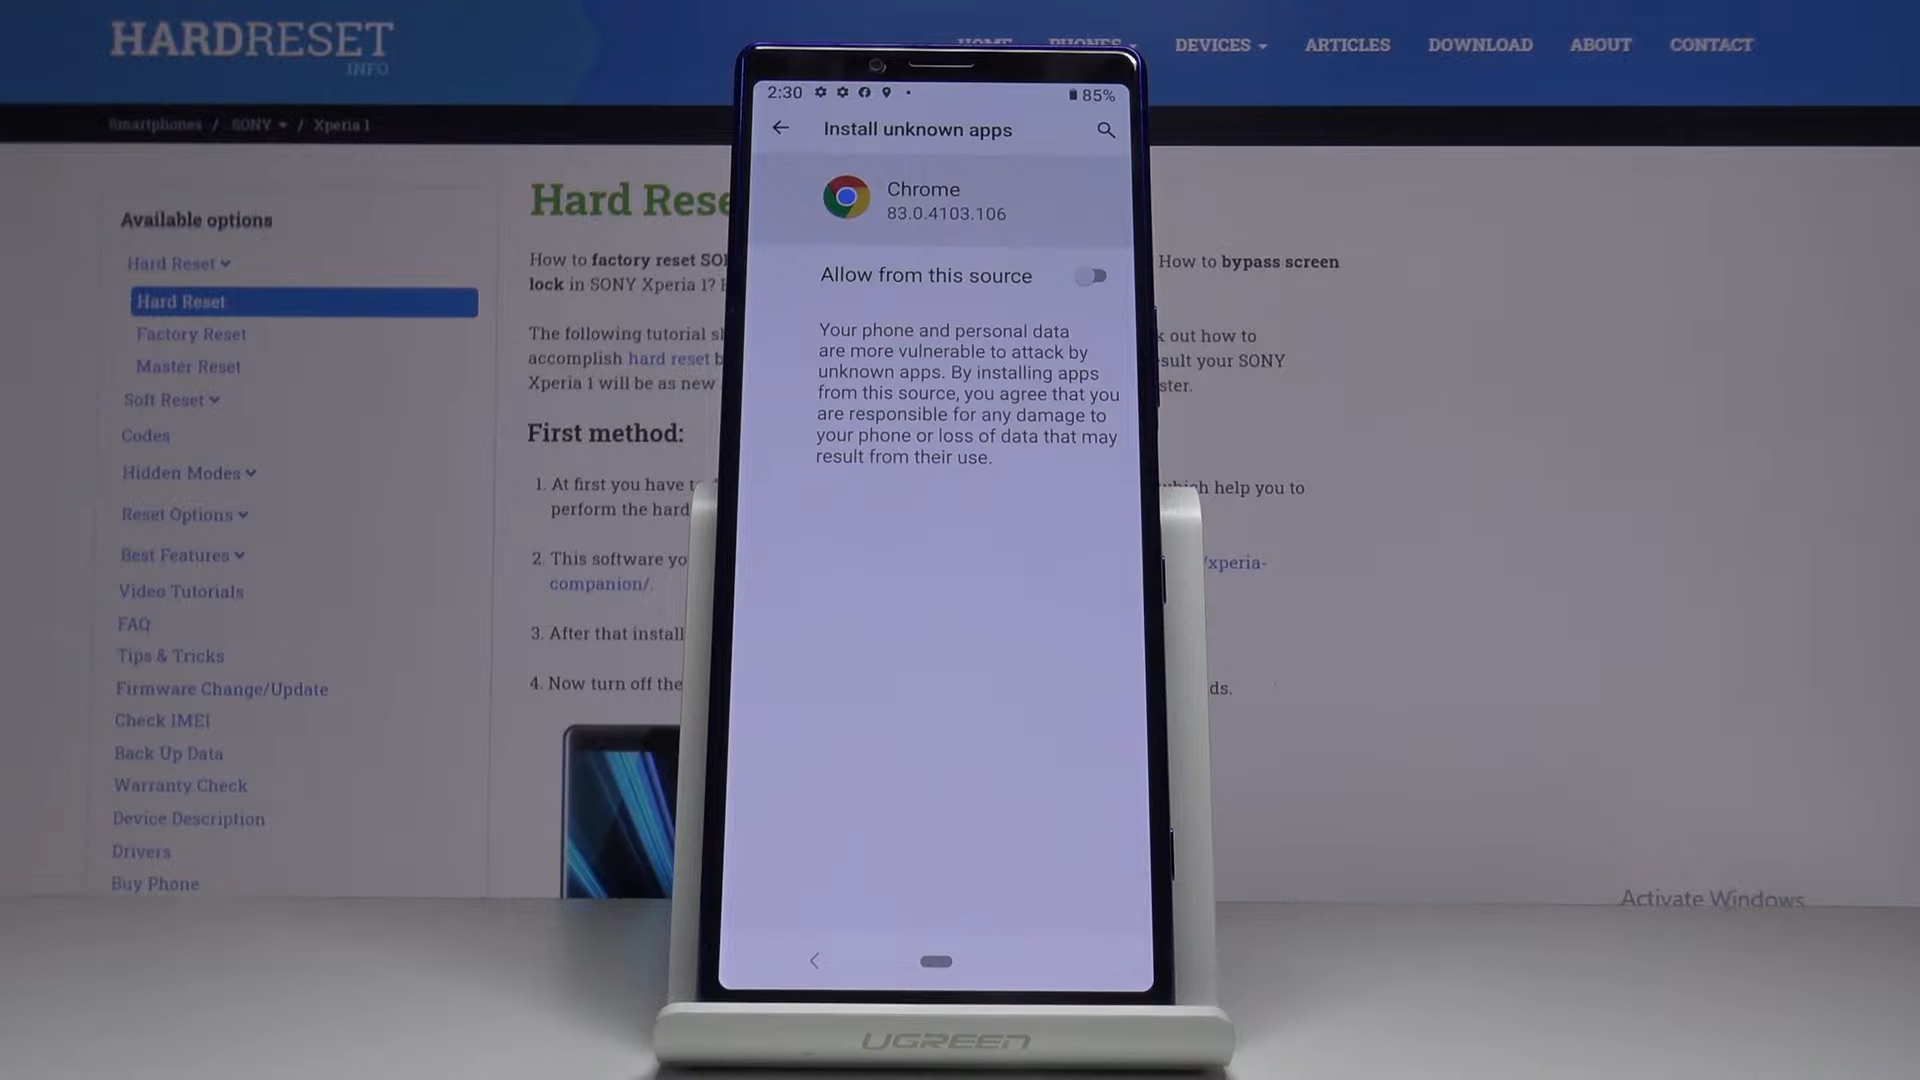 HARDRESET
INFO
HOME PHONES DEVICES ARTICLES DOWNLOAD ABOUT CONTACT
Smartphones / SONY / Xperia 1
Available options
Hard Reset
Hard Reset
Factory Reset
Master Reset
Soft Reset
Codes
Hidden Modes
Reset Options
Best Features
Video Tutorials
FAQ
Tips & Tricks
Firmware Change/Update
Check IMEI
Back Up Data
Warranty Check
Device Description
Drivers
Buy Phone
Hard Rese
How to factory reset SO
lock in SONY Xperia 1?
The following tutorial s
accomplish hard reset b
Xperia 1 will be as new
First method:
1. At first you have t
perform the hard
2. This software yo
companion/.
3. After that install
4. Now turn off the
2:30 85%
Install unknown apps
Chrome
83.0.4103.106
Allow from this source
Your phone and personal data
are more vulnerable to attack by
unknown apps. By installing apps
from this source, you agree that you
are responsible for any damage to
your phone or loss of data that may
result from their use.
How to bypass screen
k out how to
sult your SONY
ster.
which help you to
/xperia-
ds.
Activate Windows
UGREEN